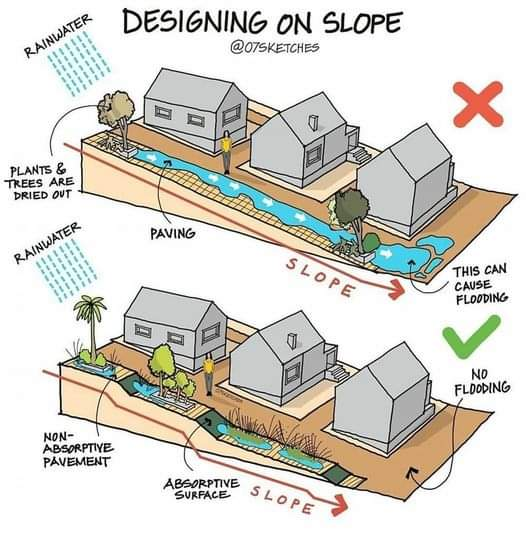 DESIGNING ON SLOPE
@07SKETCHES
RAINWATER
PLANTS &
TREES ARE
DRIED OUT
PAVING
SLOPE
THIS CAN
CAUSE
FLOODING
RAINWATER
NO
FLOODING
NON-
ABSORPTIVE
PAVEMENT
ABSORPTIVE
SURFACE
SLOPE